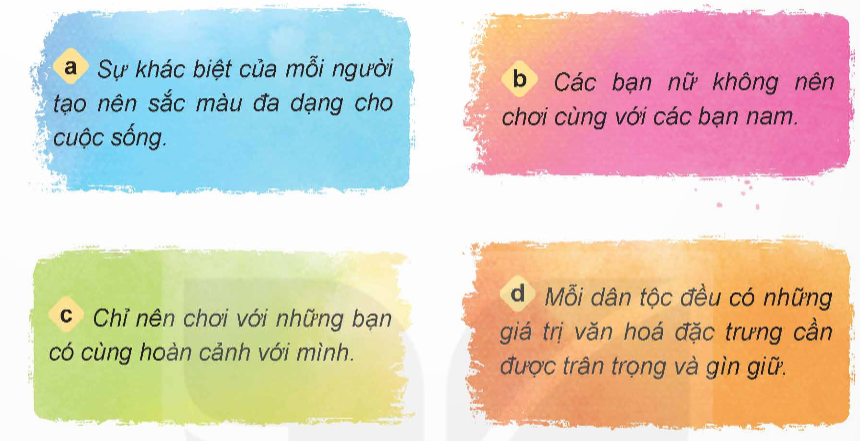 a Sự khác biệt của mỗi người
tạo nên sắc màu đa dạng cho
cuộc sống.
b Các bạn nữ không nên
chơi cùng với các bạn nam.
c Chỉ nên chơi với những bạn
có cùng hoàn cảnh với mình.
d Mỗi dân tộc đều có những
giá trị văn hoá đặc trưng cần
được trân trọng và gìn giữ.